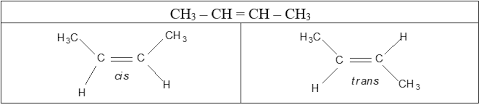 CH₃ – CH = CH – CH₃
H₃C CH₃
C C
cis
H H
H₃C H
C C
trans
H CH₃